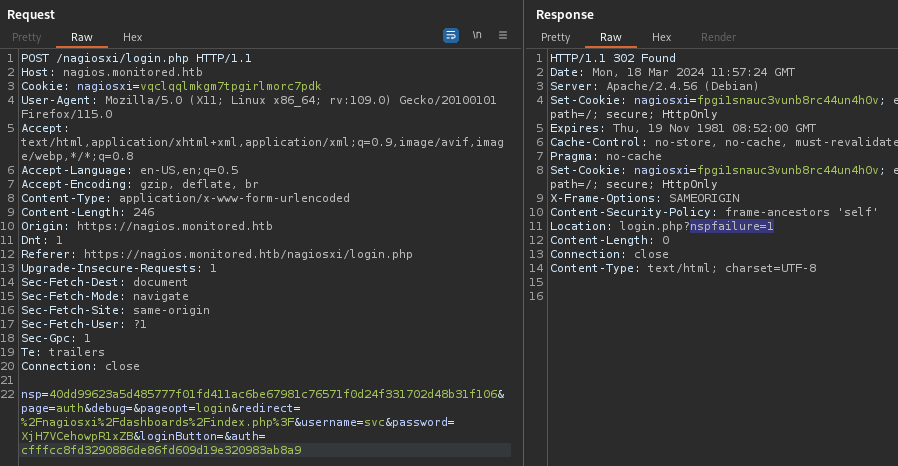 Request
Pretty Raw Hex \n
1 POST /nagiosxi/login.php HTTP/1.1
2 Host: nagios.monitored.htb
3 Cookie: nagiosxi=vqclqqlmkgm7tpgirlmorc7pdk
4 User-Agent: Mozilla/5.0 (X11; Linux x86_64; rv:109.0) Gecko/20100101
Firefox/115.0
5 Accept:
text/html,application/xhtml+xml,application/xml;q=0.9,image/avif,imag
e/webp,*/*;q=0.8
6 Accept-Language: en-US,en;q=0.5
7 Accept-Encoding: gzip, deflate, br
8 Content-Type: application/x-www-form-urlencoded
9 Content-Length: 246
10 Origin: https://nagios.monitored.htb
11 Dnt: 1
12 Referer: https://nagios.monitored.htb/nagiosxi/login.php
13 Upgrade-Insecure-Requests: 1
14 Sec-Fetch-Dest: document
15 Sec-Fetch-Mode: navigate
16 Sec-Fetch-Site: same-origin
17 Sec-Fetch-User: ?1
18 Sec-Gpc: 1
19 Te: trailers
20 Connection: close
21
22 nsp=40dd99623a5d485777f01fd411ac6be67981c76571f0d24f331702d48b31f106&
page=auth&debug=&pageopt=login&redirect=
%2Fnagiosxi%2Fdashboards%2Findex.php%3F&username=svc&password=
XjH7VCehowpR1xZB&loginButton=&auth=
cfffcc8fd3290886de86fd609d19e320983ab8a9
Response
Pretty Raw Hex Render
1 HTTP/1.1 302 Found
2 Date: Mon, 18 Mar 2024 11:57:24 GMT
3 Server: Apache/2.4.56 (Debian)
4 Set-Cookie: nagiosxi=fpgi1snauc3vunb8rc44un4h0v; e
path=/; secure; HttpOnly
5 Expires: Thu, 19 Nov 1981 08:52:00 GMT
6 Cache-Control: no-store, no-cache, must-revalidate
7 Pragma: no-cache
8 Set-Cookie: nagiosxi=fpgi1snauc3vunb8rc44un4h0v; e
path=/; secure; HttpOnly
9 X-Frame-Options: SAMEORIGIN
10 Content-Security-Policy: frame-ancestors 'self'
11 Location: login.php?nspfailure=1
12 Content-Length: 0
13 Connection: close
14 Content-Type: text/html; charset=UTF-8
15
16